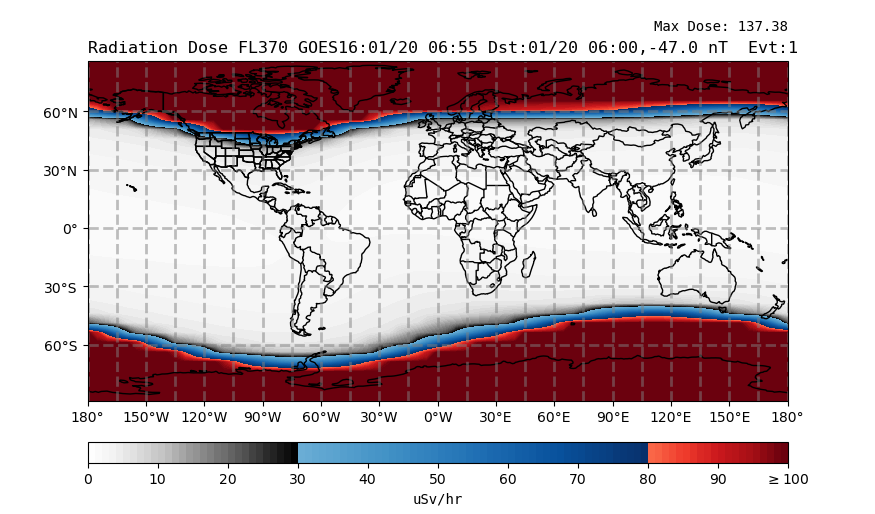 Max Dose: 137.38
Radiation Dose FL370 GOES16:01/20 06:55 Dst:01/20 06:00,-47.0 nT  Evt:1
60°N
30°N
0°
30°S
60°S
180° 150°W 120°W 90°W 60°W 30°W 0°W 30°E 60°E 90°E 120°E 150°E 180°
0 10 20 30 40 50 60 70 80 90 ≥100
uSv/hr